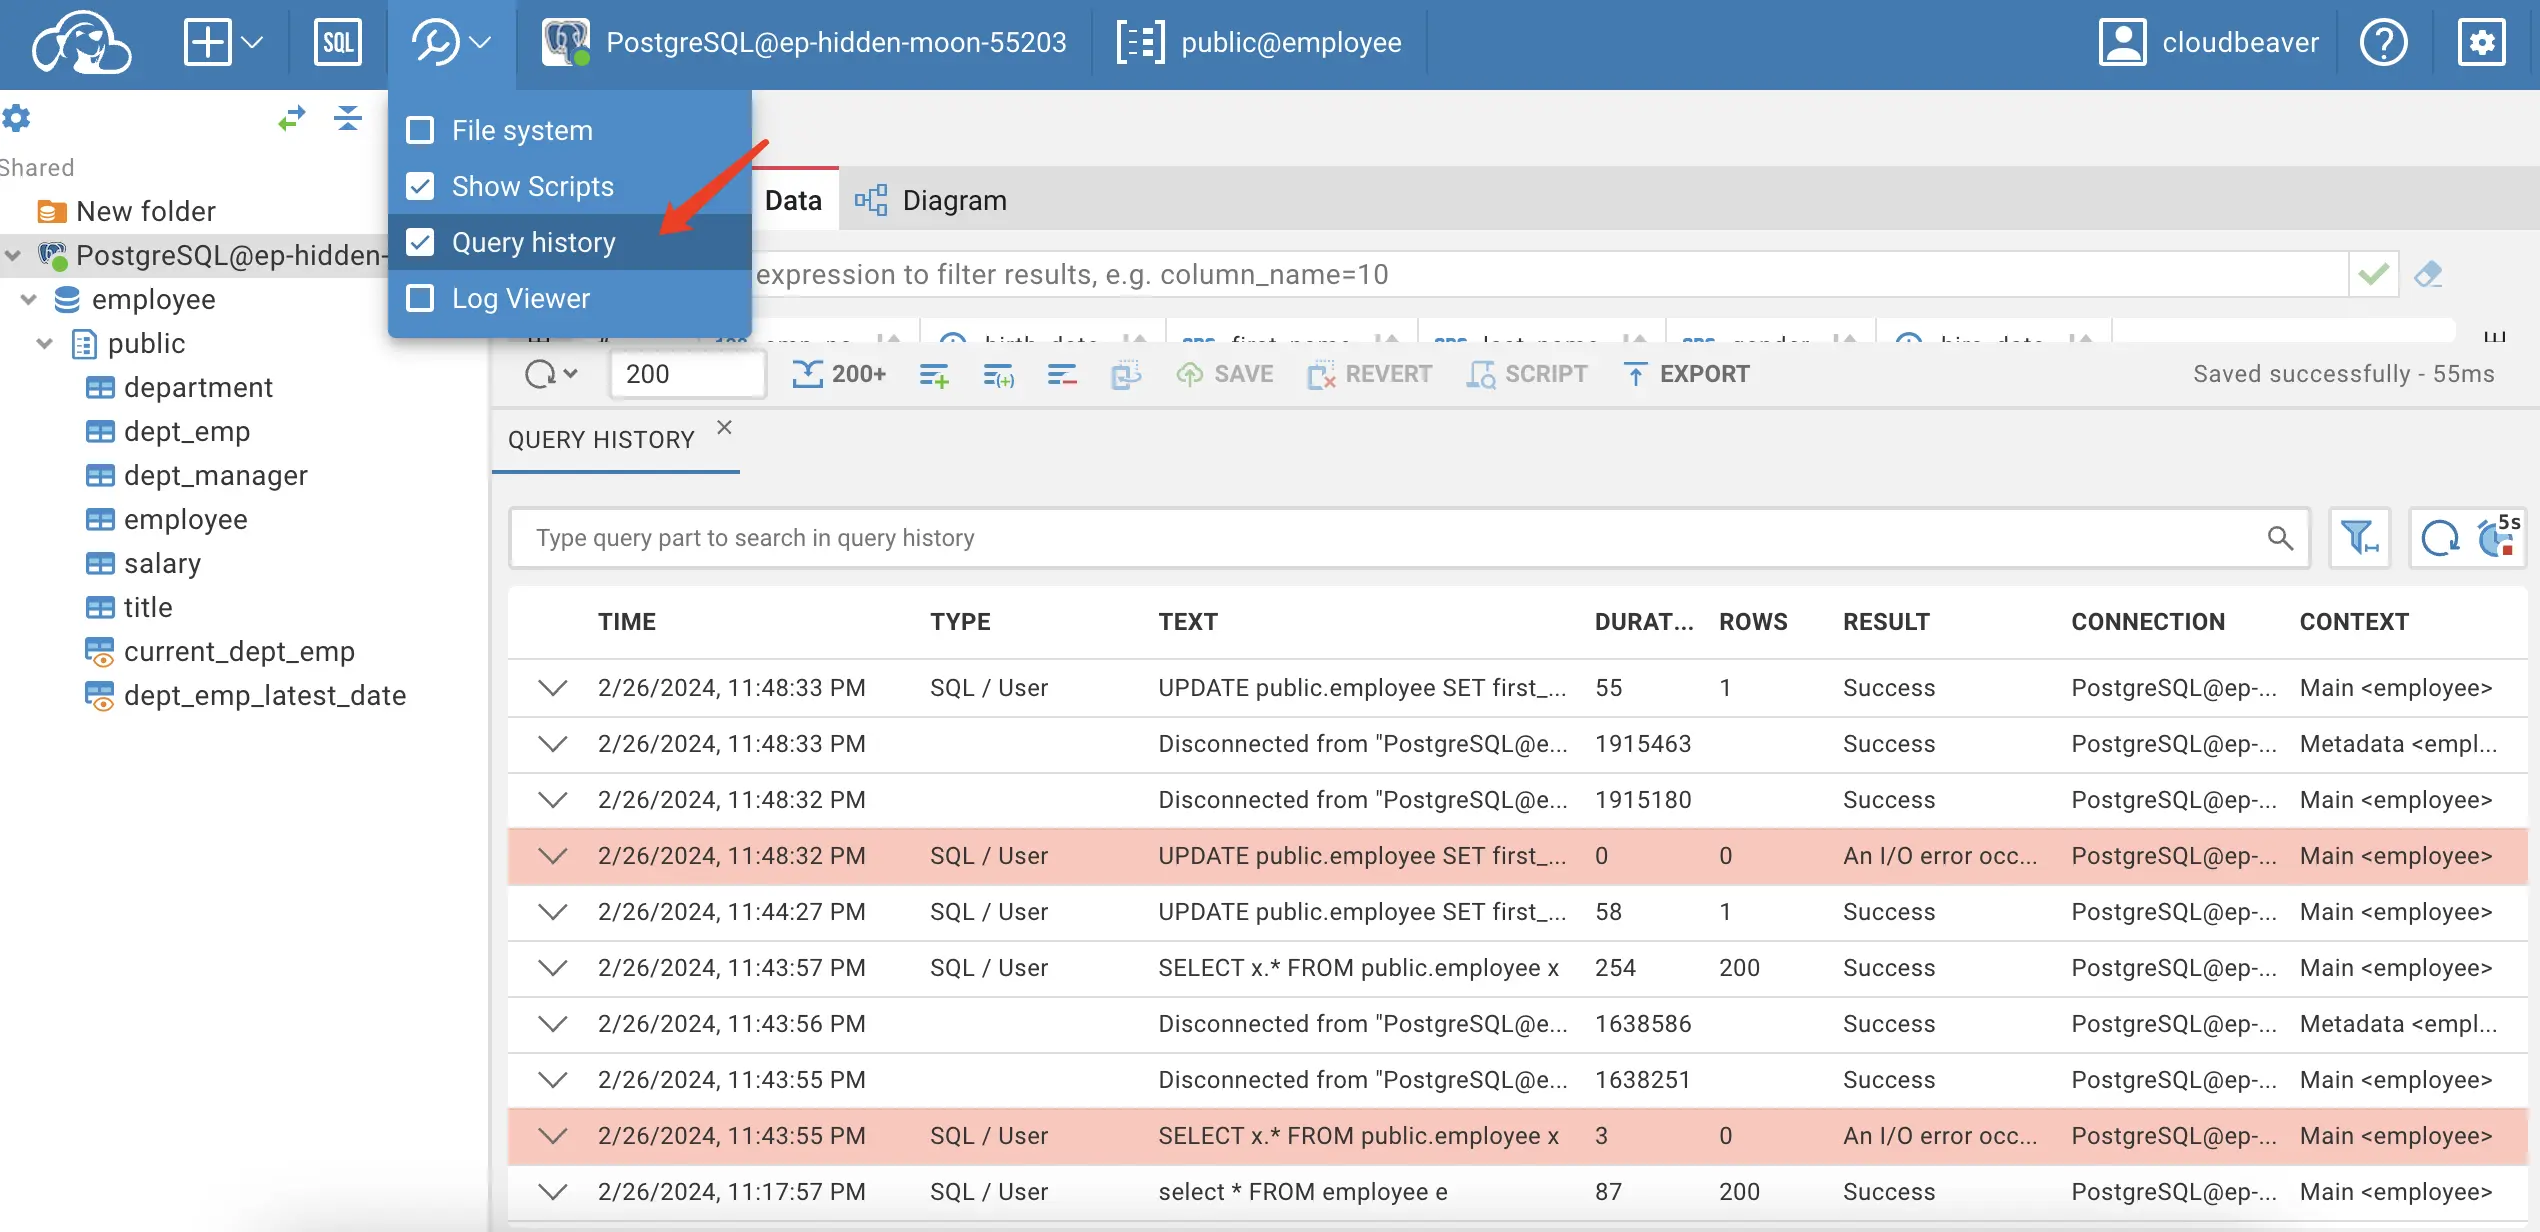 SQL
PostgreSQL@ep-hidden-moon-55203
public@employee
cloudbeaver
File system
Show Scripts
Query history
Log Viewer
Shared
New folder
PostgreSQL@ep-hidden-
employee
public
department
dept_emp
dept_manager
employee
salary
title
current_dept_emp
dept_emp_latest_date
Data
Diagram
expression to filter results, e.g. column_name=10
birth_date
first_name
last_name
gender
hire_date
200
200+
SAVE
REVERT
SCRIPT
EXPORT
Saved successfully - 55ms
QUERY HISTORY
Type query part to search in query history
5s
TIME TYPE TEXT DURAT... ROWS RESULT CONNECTION CONTEXT
2/26/2024, 11:48:33 PM SQL / User UPDATE public.employee SET first_... 55 1 Success PostgreSQL@ep-... Main <employee>
2/26/2024, 11:48:33 PM Disconnected from "PostgreSQL@e... 1915463 Success PostgreSQL@ep-... Metadata <empl...
2/26/2024, 11:48:32 PM Disconnected from "PostgreSQL@e... 1915180 Success PostgreSQL@ep-... Main <employee>
2/26/2024, 11:48:32 PM SQL / User UPDATE public.employee SET first_... 0 0 An I/O error occ... PostgreSQL@ep-... Main <employee>
2/26/2024, 11:44:27 PM SQL / User UPDATE public.employee SET first_... 58 1 Success PostgreSQL@ep-... Main <employee>
2/26/2024, 11:43:57 PM SQL / User SELECT x.* FROM public.employee x 254 200 Success PostgreSQL@ep-... Main <employee>
2/26/2024, 11:43:56 PM Disconnected from "PostgreSQL@e... 1638586 Success PostgreSQL@ep-... Metadata <empl...
2/26/2024, 11:43:55 PM Disconnected from "PostgreSQL@e... 1638251 Success PostgreSQL@ep-... Main <employee>
2/26/2024, 11:43:55 PM SQL / User SELECT x.* FROM public.employee x 3 0 An I/O error occ... PostgreSQL@ep-... Main <employee>
2/26/2024, 11:17:57 PM SQL / User select * FROM employee e 87 200 Success PostgreSQL@ep-... Main <employee>